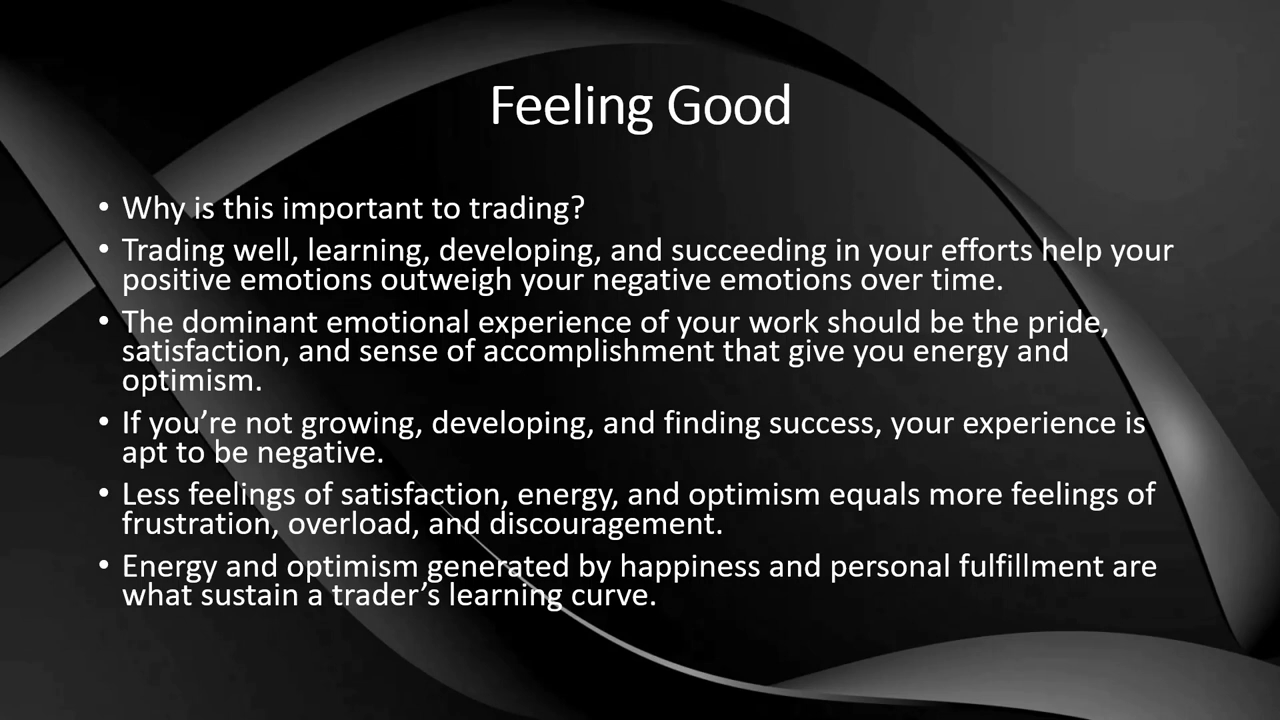 Feeling Good
• Why is this important to trading?
• Trading well, learning, developing, and succeeding in your efforts help your
positive emotions outweigh your negative emotions over time.
• The dominant emotional experience of your work should be the pride,
satisfaction, and sense of accomplishment that give you energy and
optimism.
• If you’re not growing, developing, and finding success, your experience is
apt to be negative.
• Less feelings of satisfaction, energy, and optimism equals more feelings of
frustration, overload, and discouragement.
• Energy and optimism generated by happiness and personal fulfillment are
what sustain a trader’s learning curve.